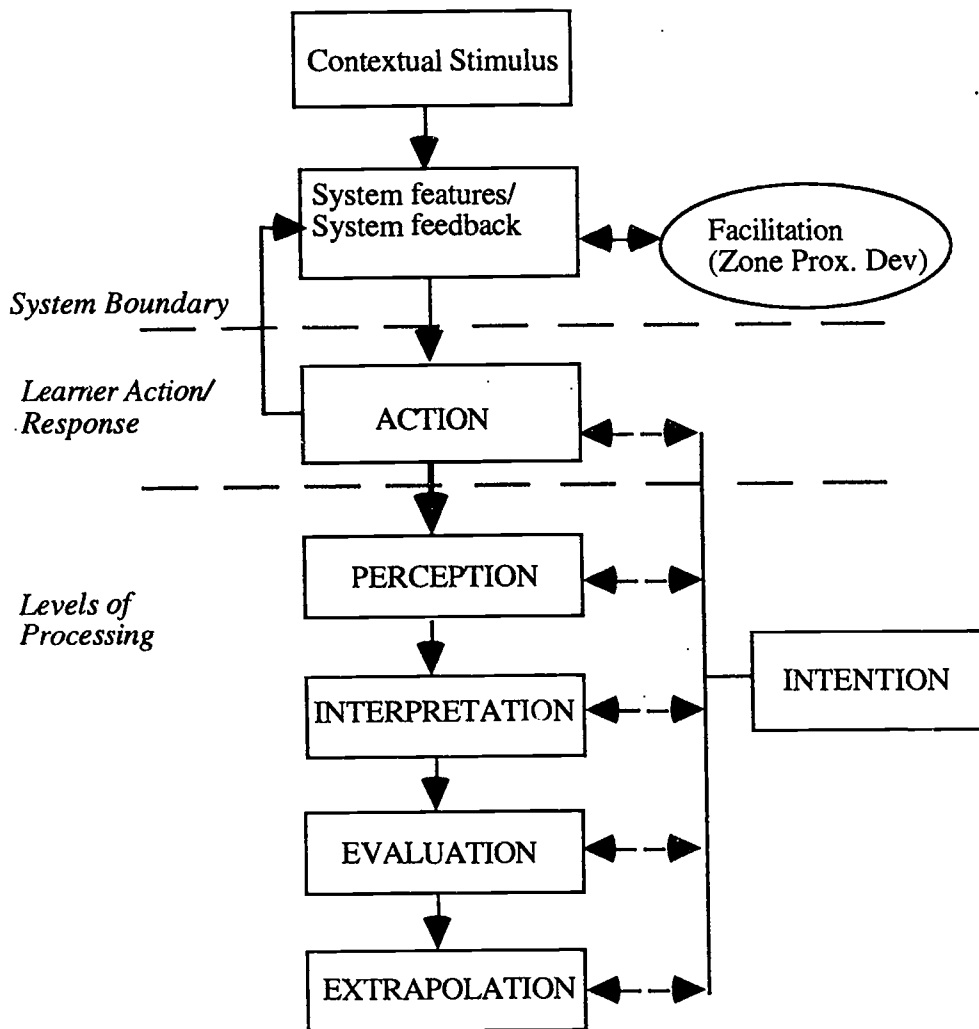 Contextual Stimulus
System features/
System feedback
Facilitation
(Zone Prox. Dev)
System Boundary
Learner Action/
Response
ACTION
PERCEPTION
Levels of
Processing
INTERPRETATION
INTENTION
EVALUATION
EXTRAPOLATION